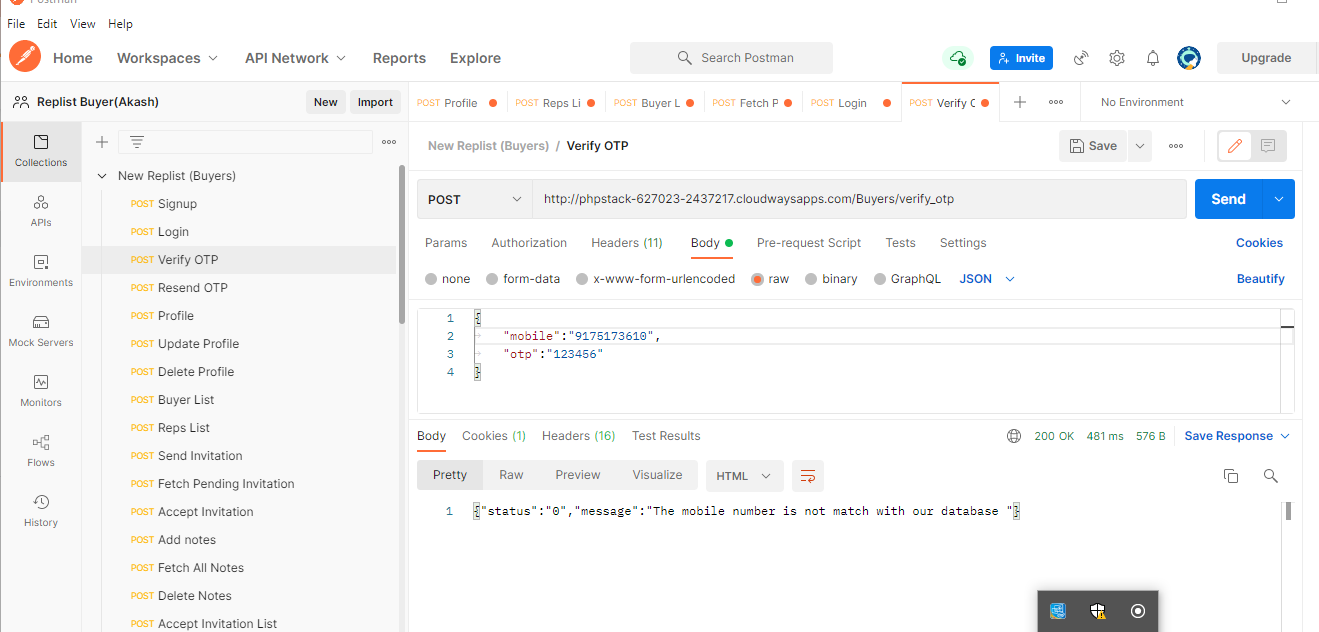 Postman
File Edit View Help
Home Workspaces API Network Reports Explore Search Postman Invite Upgrade
Replist Buyer(Akash) New Import
POST Profile POST Reps Li POST Buyer L POST Fetch P POST Login POST Verify C No Environment
New Replist (Buyers) / Verify OTP Save
Collections
APIs
Environments
Mock Servers
Monitors
Flows
History
New Replist (Buyers)
POST Signup
POST Login
POST Verify OTP
POST Resend OTP
POST Profile
POST Update Profile
POST Delete Profile
POST Buyer List
POST Reps List
POST Send Invitation
POST Fetch Pending Invitation
POST Accept Invitation
POST Add notes
POST Fetch All Notes
POST Delete Notes
POST Accept Invitation List
POST http://phpstack-627023-2437217.cloudwaysapps.com/Buyers/verify_otp Send
Params Authorization Headers (11) Body Pre-request Script Tests Settings Cookies
none form-data x-www-form-urlencoded raw binary GraphQL JSON Beautify
1 {
2 "mobile":"9175173610",
3 "otp":"123456"
4 }
Body Cookies (1) Headers (16) Test Results 200 OK 481 ms 576 B Save Response
Pretty Raw Preview Visualize HTML
1 {"status":"0","message":"The mobile number is not match with our database "}